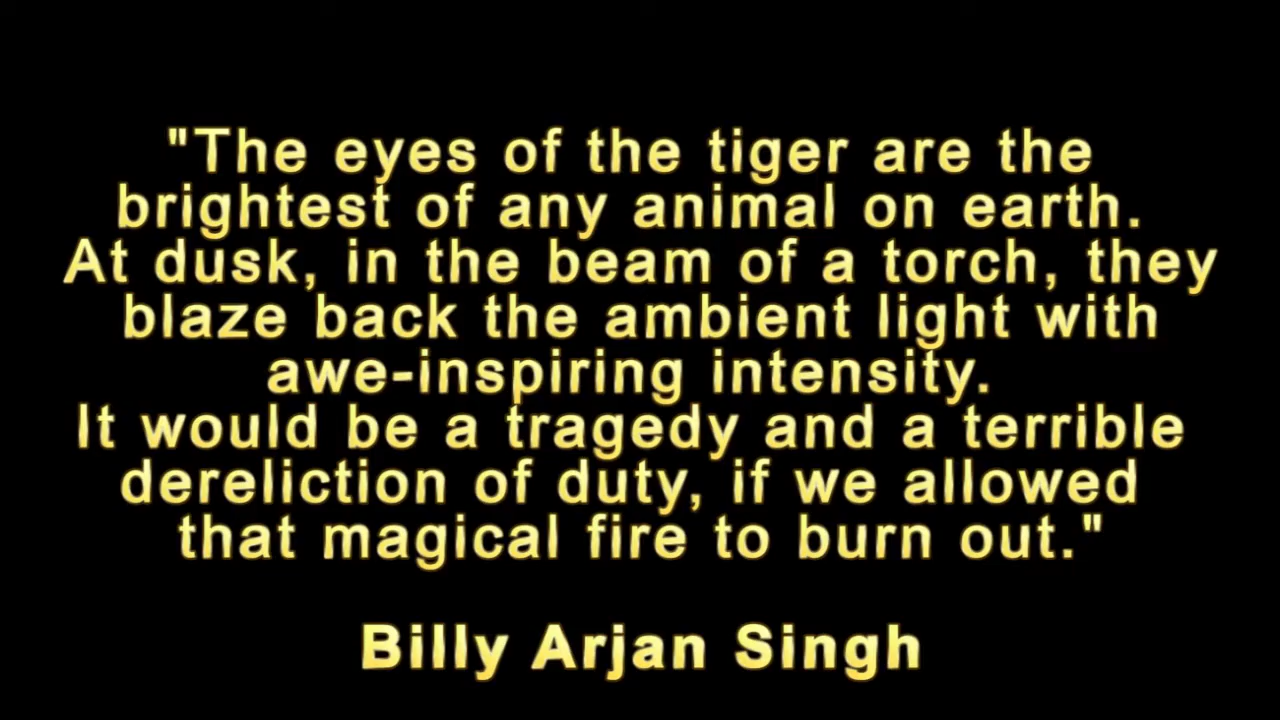 "The eyes of the tiger are the
brightest of any animal on earth.
At dusk, in the beam of a torch, they
blaze back the ambient light with
awe-inspiring intensity.
It would be a tragedy and a terrible
dereliction of duty, if we allowed
that magical fire to burn out."
Billy Arjan Singh